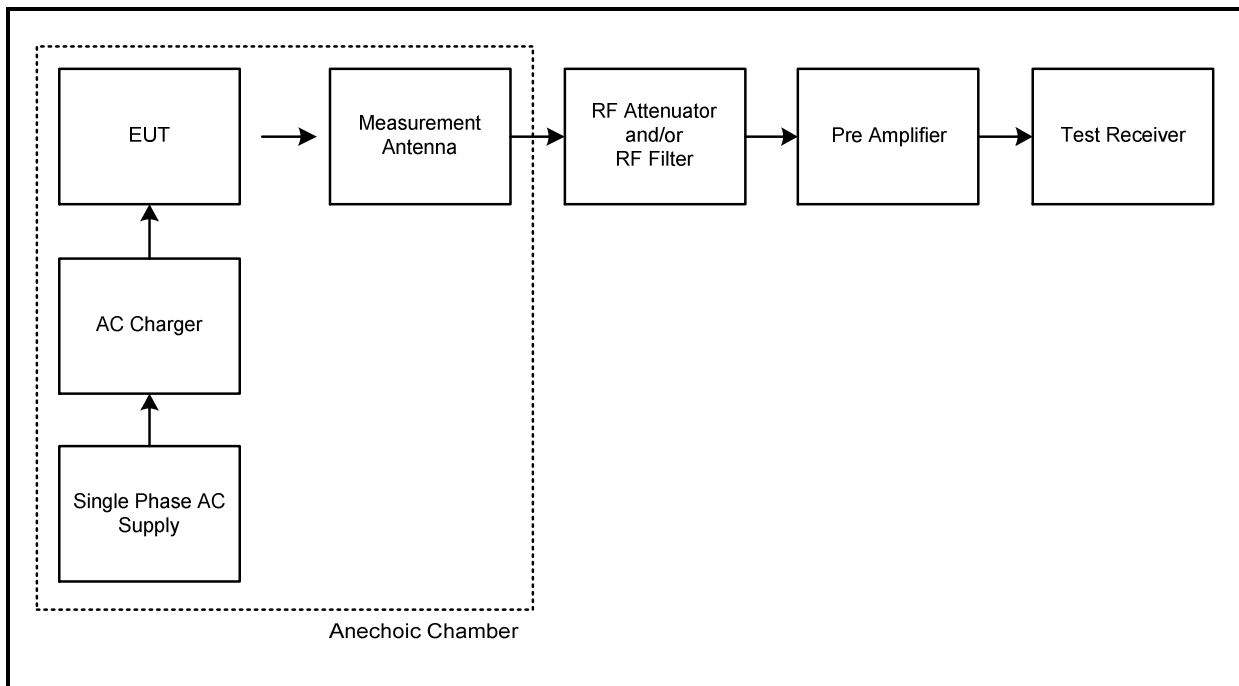 EUT
Measurement
Antenna
RF Attenuator
and/or
RF Filter
Pre Amplifier
Test Receiver
AC Charger
Single Phase AC
Supply
Anechoic Chamber